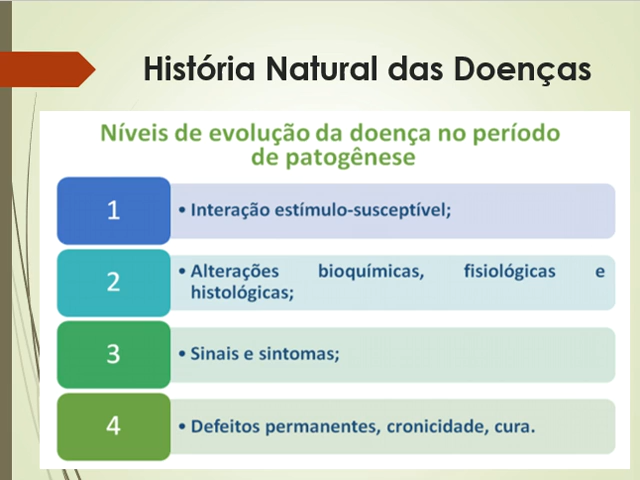 História Natural das Doenças
Níveis de evolução da doença no período
de patogênese
1
• Interação estímulo-susceptível;
2
• Alterações bioquímicas, fisiológicas e
histológicas;
3
• Sinais e sintomas;
4
• Defeitos permanentes, cronicidade, cura.